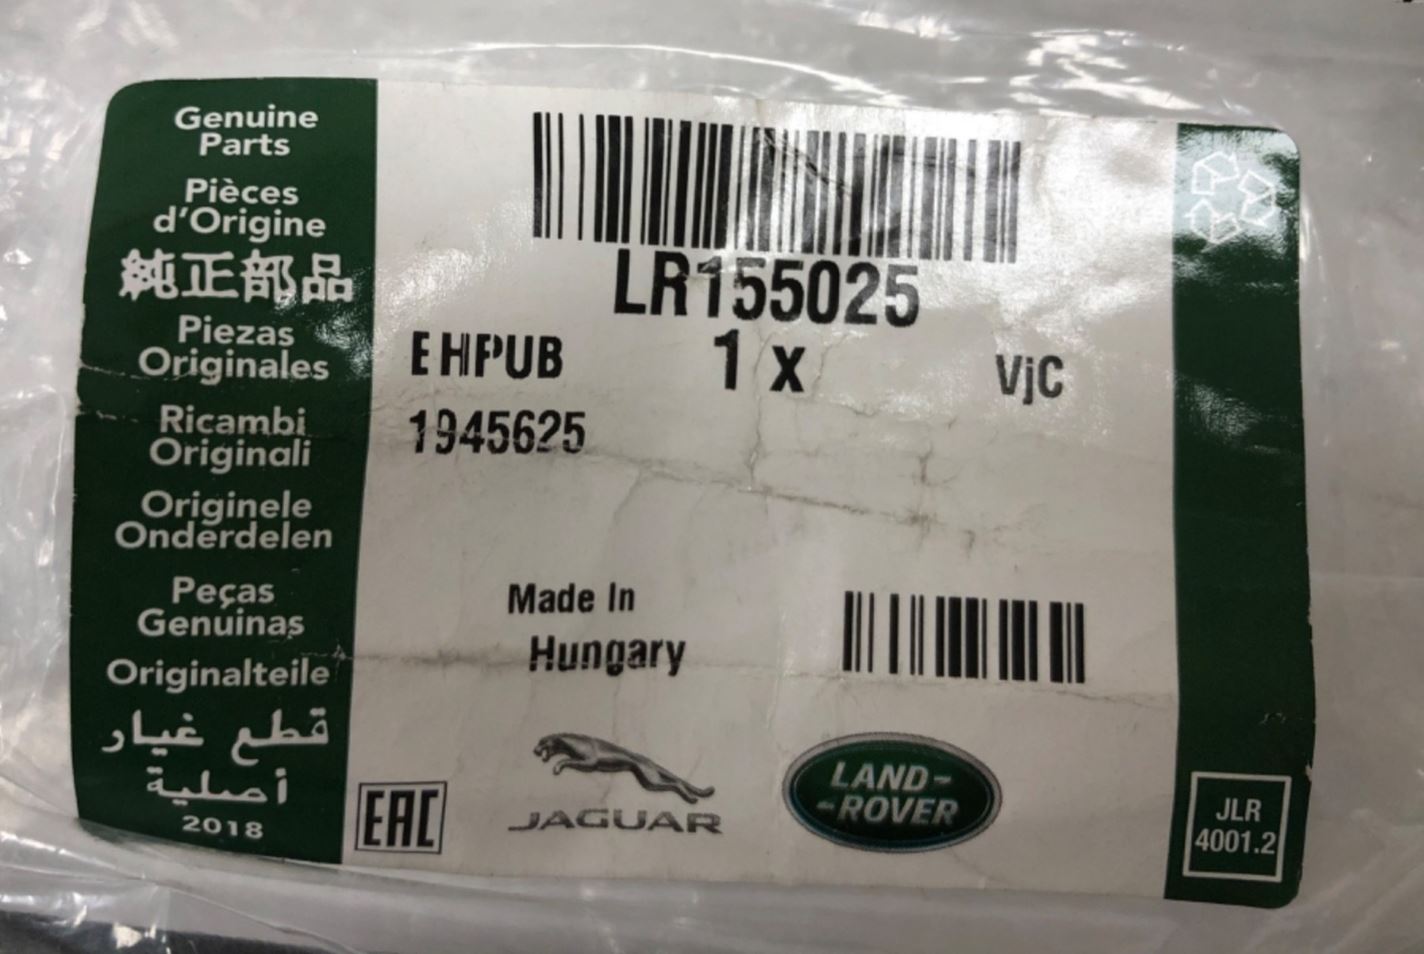 Genuine
Parts
Pièces
d'Origine
純正部品
Piezas
Originales
Ricambi
Originali
Originele
Onderdelen
Peças
Genuinas
Originalteile
قطع غيار
أصلية
2018
LR155025
EHPUB 1 x VjC
1945625
Made In
Hungary
EAC
JAGUAR
LAND-
-ROVER
JLR
4001.2